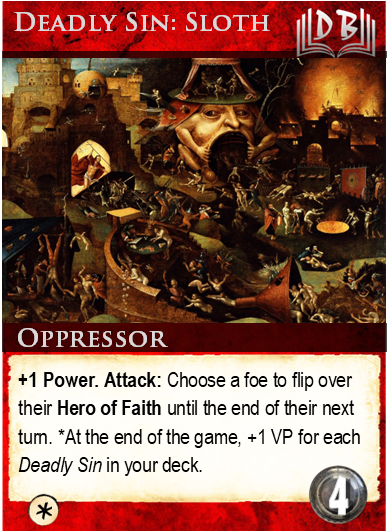 Deadly Sin: Sloth
DB
Oppressor
+1 Power. Attack: Choose a foe to flip over
their Hero of Faith until the end of their next
turn. *At the end of the game, +1 VP for each
Deadly Sin in your deck.
*
4